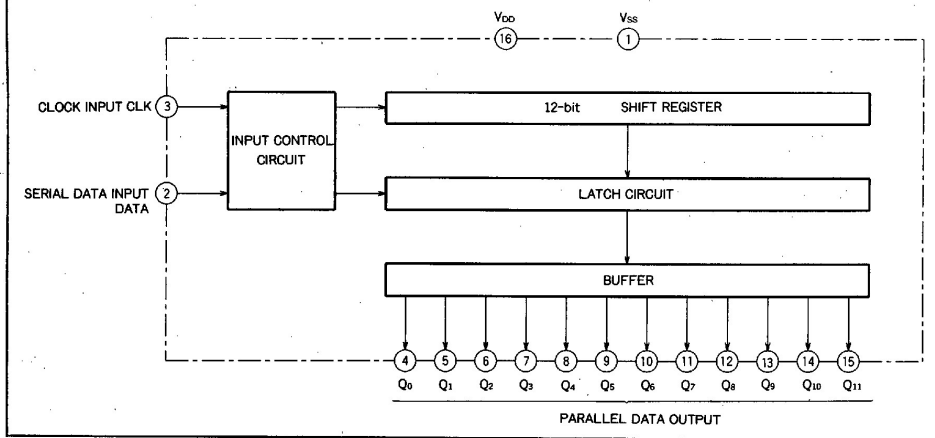 VDD VSS
16 1
CLOCK INPUT CLK 3
12-bit SHIFT REGISTER
INPUT CONTROL
CIRCUIT
SERIAL DATA INPUT 2
DATA
LATCH CIRCUIT
BUFFER
4 5 6 7 8 9 10 11 12 13 14 15
Q0 Q1 Q2 Q3 Q4 Q5 Q6 Q7 Q8 Q9 Q10 Q11
PARALLEL DATA OUTPUT